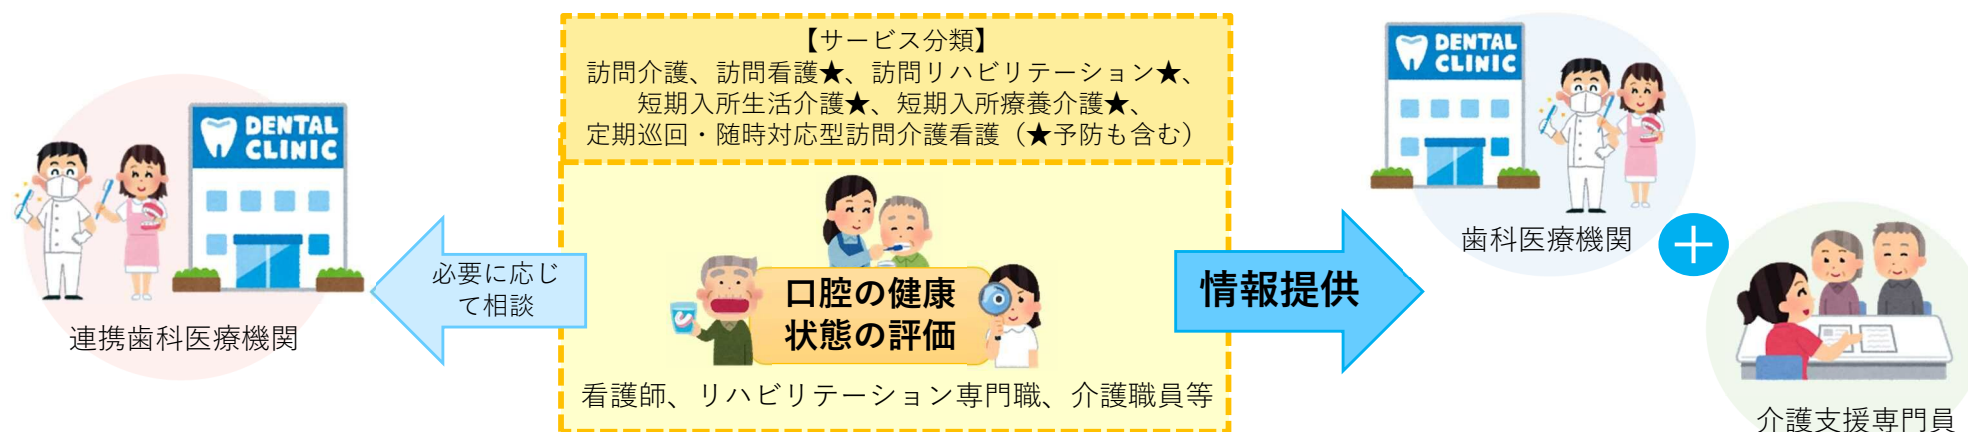 【サービス分類】
訪問介護、訪問看護★、訪問リハビリテーション★、
短期入所生活介護★、短期入所療養介護★、
定期巡回・随時対応型訪問介護看護（★予防も含む）
DENTAL
CLINIC
連携歯科医療機関
必要に応じ
て相談
口腔の健康
状態の評価
看護師、リハビリテーション専門職、介護職員等
情報提供
DENTAL
CLINIC
歯科医療機関
＋
介護支援専門員